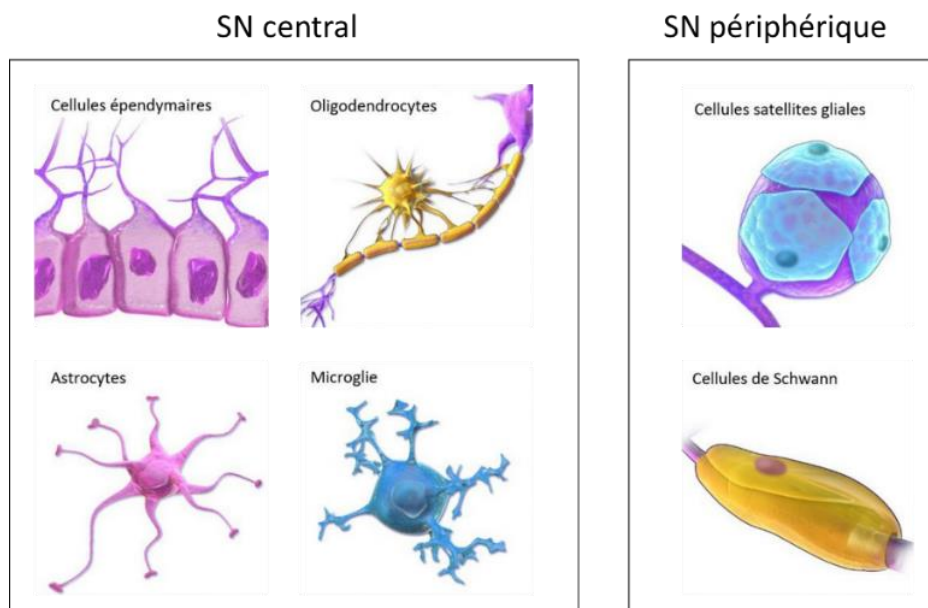 SN central
SN périphérique
Cellules épendymaires
Oligodendrocytes
Cellules satellites gliales
Astrocytes
Microglie
Cellules de Schwann